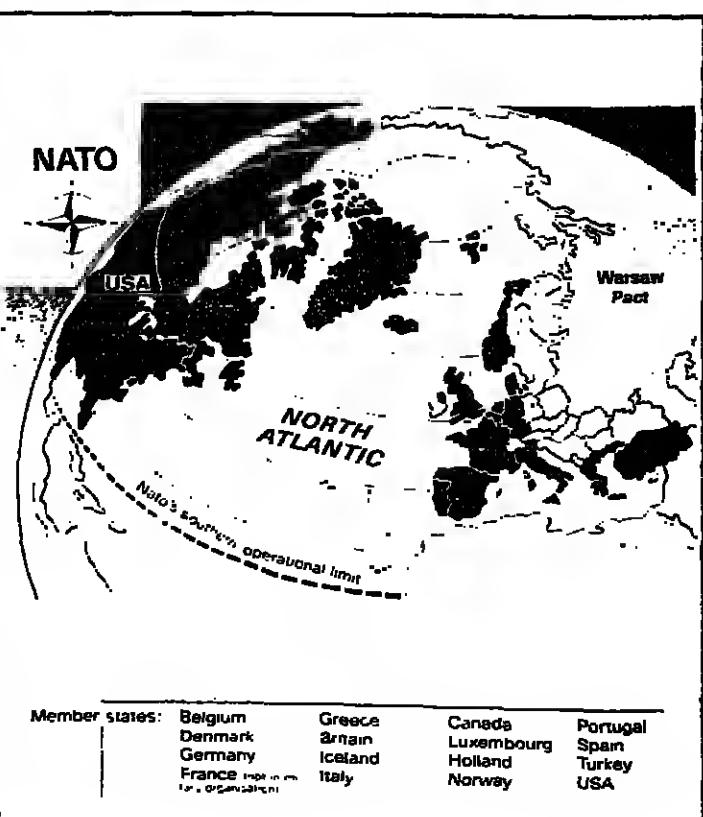 NATO
USA
Warsaw
Pact
NORTH
ATLANTIC
Nato's southern operational limit
Member states:
Belgium
Denmark
Germany
France
Greece
Britain
Iceland
Italy
Canada
Luxembourg
Holland
Norway
Portugal
Spain
Turkey
USA